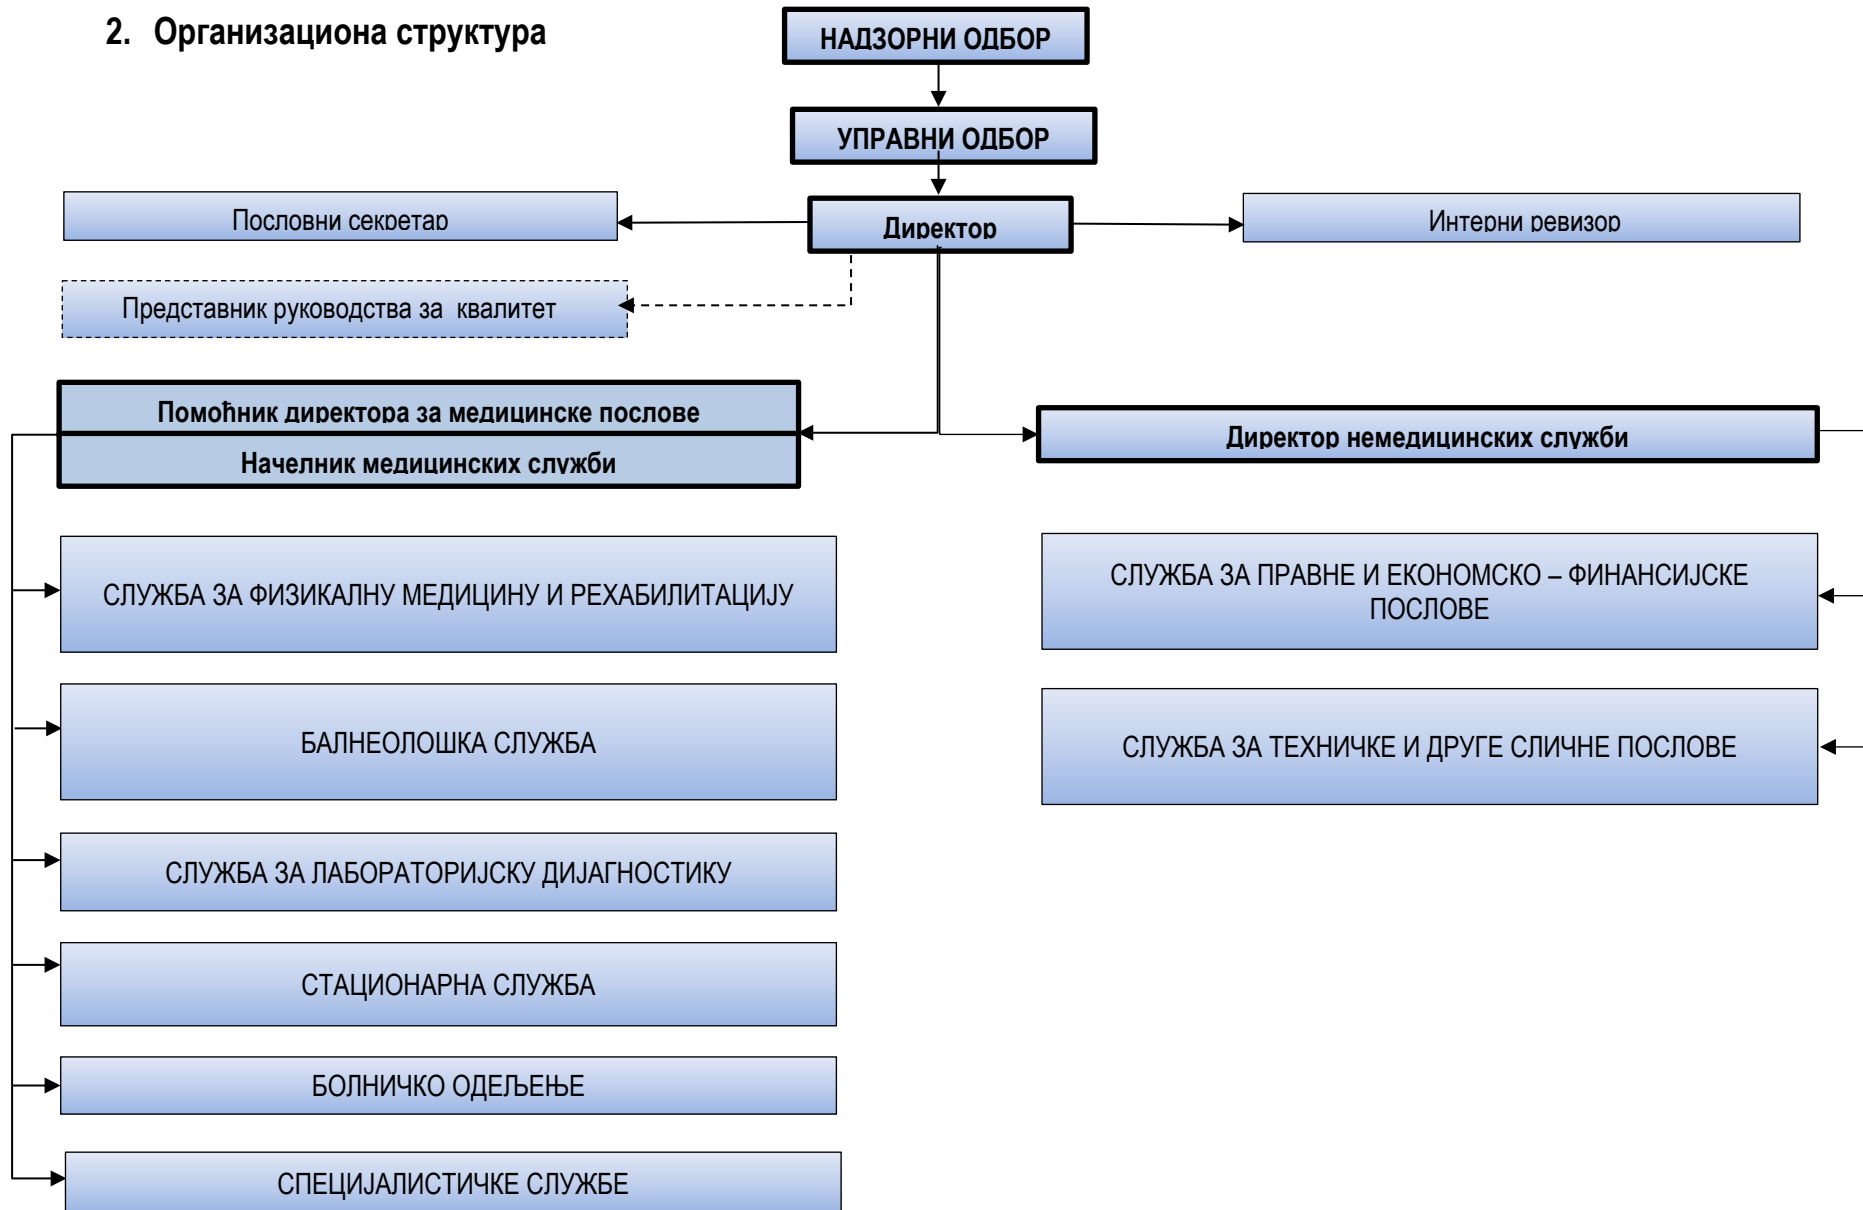 2. Организациона структура
НАДЗОРНИ ОДБОР
УПРАВНИ ОДБОР
Пословни секретар
Директор
Интерни ревизор
Представник руководства за квалитет
Помоћник директора за медицинске послове
Начелник медицинских служби
Директор немедицинских служби
СЛУЖБА ЗА ФИЗИКАЛНУ МЕДИЦИНУ И РЕХАБИЛИТАЦИЈУ
СЛУЖБА ЗА ПРАВНЕ И ЕКОНОМСКО – ФИНАНСИЈСКЕ
ПОСЛОВЕ
БАЛНЕОЛОШКА СЛУЖБА
СЛУЖБА ЗА ТЕХНИЧКЕ И ДРУГЕ СЛИЧНЕ ПОСЛОВЕ
СЛУЖБА ЗА ЛАБОРАТОРИЈСКУ ДИЈАГНОСТИКУ
СТАЦИОНАРНА СЛУЖБА
БОЛНИЧКО ОДЕЉЕЊЕ
СПЕЦИЈАЛИСТИЧКЕ СЛУЖБЕ